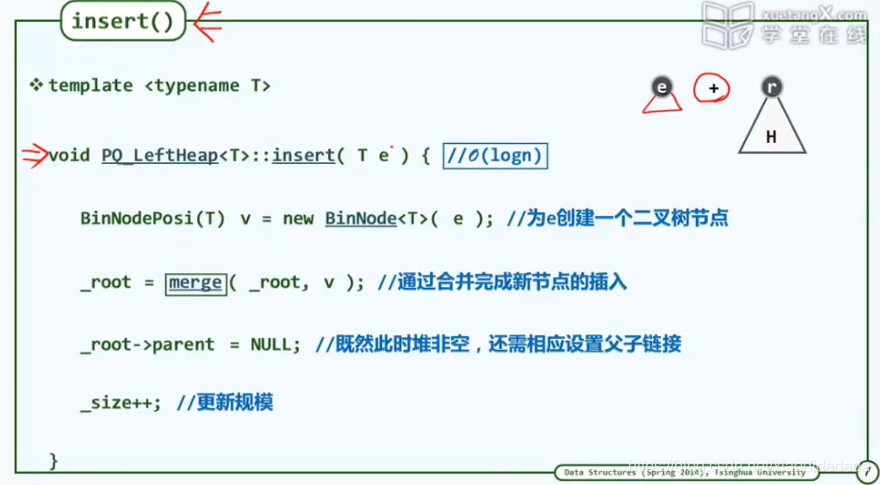 insert()
xuetangX.com
学堂在线
❖ template <typename T>
e + r
H
void PQ_LeftHeap<T>::insert( T e ) { //O(logn)
BinNodePosi(T) v = new BinNode<T>( e ); //为e创建一个二叉树节点
_root = merge( _root, v ); //通过合并完成新节点的插入
_root->parent = NULL; //既然此时堆非空，还需相应设置父子链接
_size++; //更新规模
}
Data Structures (Spring 2014), Tsinghua University
7